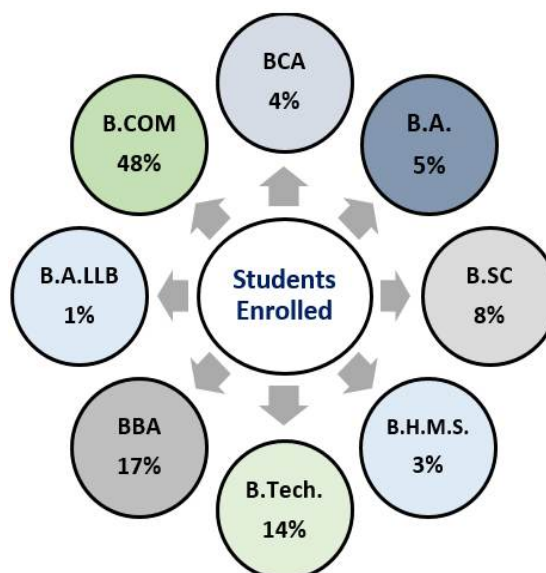 Students
Enrolled
BCA
4%
B.A.
5%
B.SC
8%
B.H.M.S.
3%
B.Tech.
14%
BBA
17%
B.A.LLB
1%
B.COM
48%